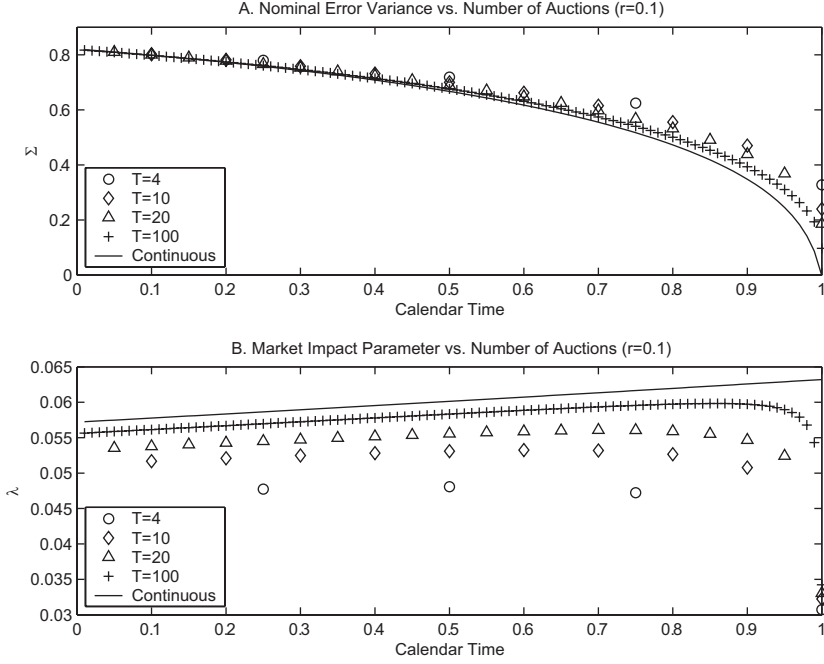 A. Nominal Error Variance vs. Number of Auctions (r=0.1)
0.8
0.6
0.4
0.2
0
Σ
T=4
T=10
T=20
T=100
Continuous
0 0.1 0.2 0.3 0.4 0.5 0.6 0.7 0.8 0.9 1
Calendar Time
B. Market Impact Parameter vs. Number of Auctions (r=0.1)
0.065
0.06
0.055
0.05
0.045
0.04
0.035
0.03
λ
T=4
T=10
T=20
T=100
Continuous
0 0.1 0.2 0.3 0.4 0.5 0.6 0.7 0.8 0.9 1
Calendar Time